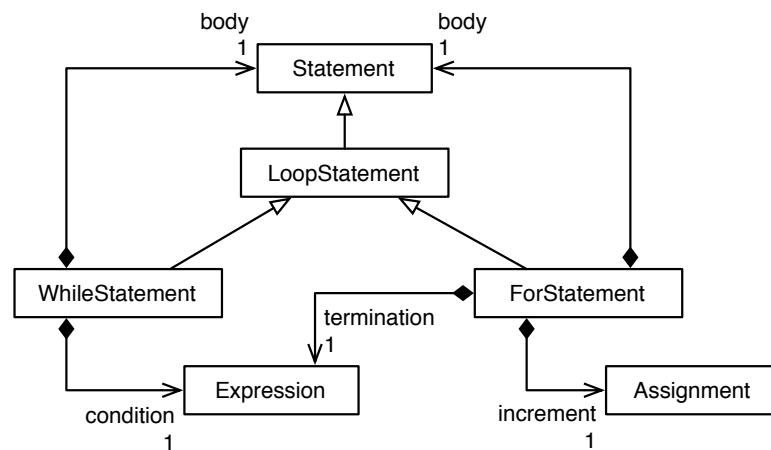 body
1
body
1
Statement
LoopStatement
WhileStatement
ForStatement
termination
1
Expression
Assignment
condition
1
increment
1